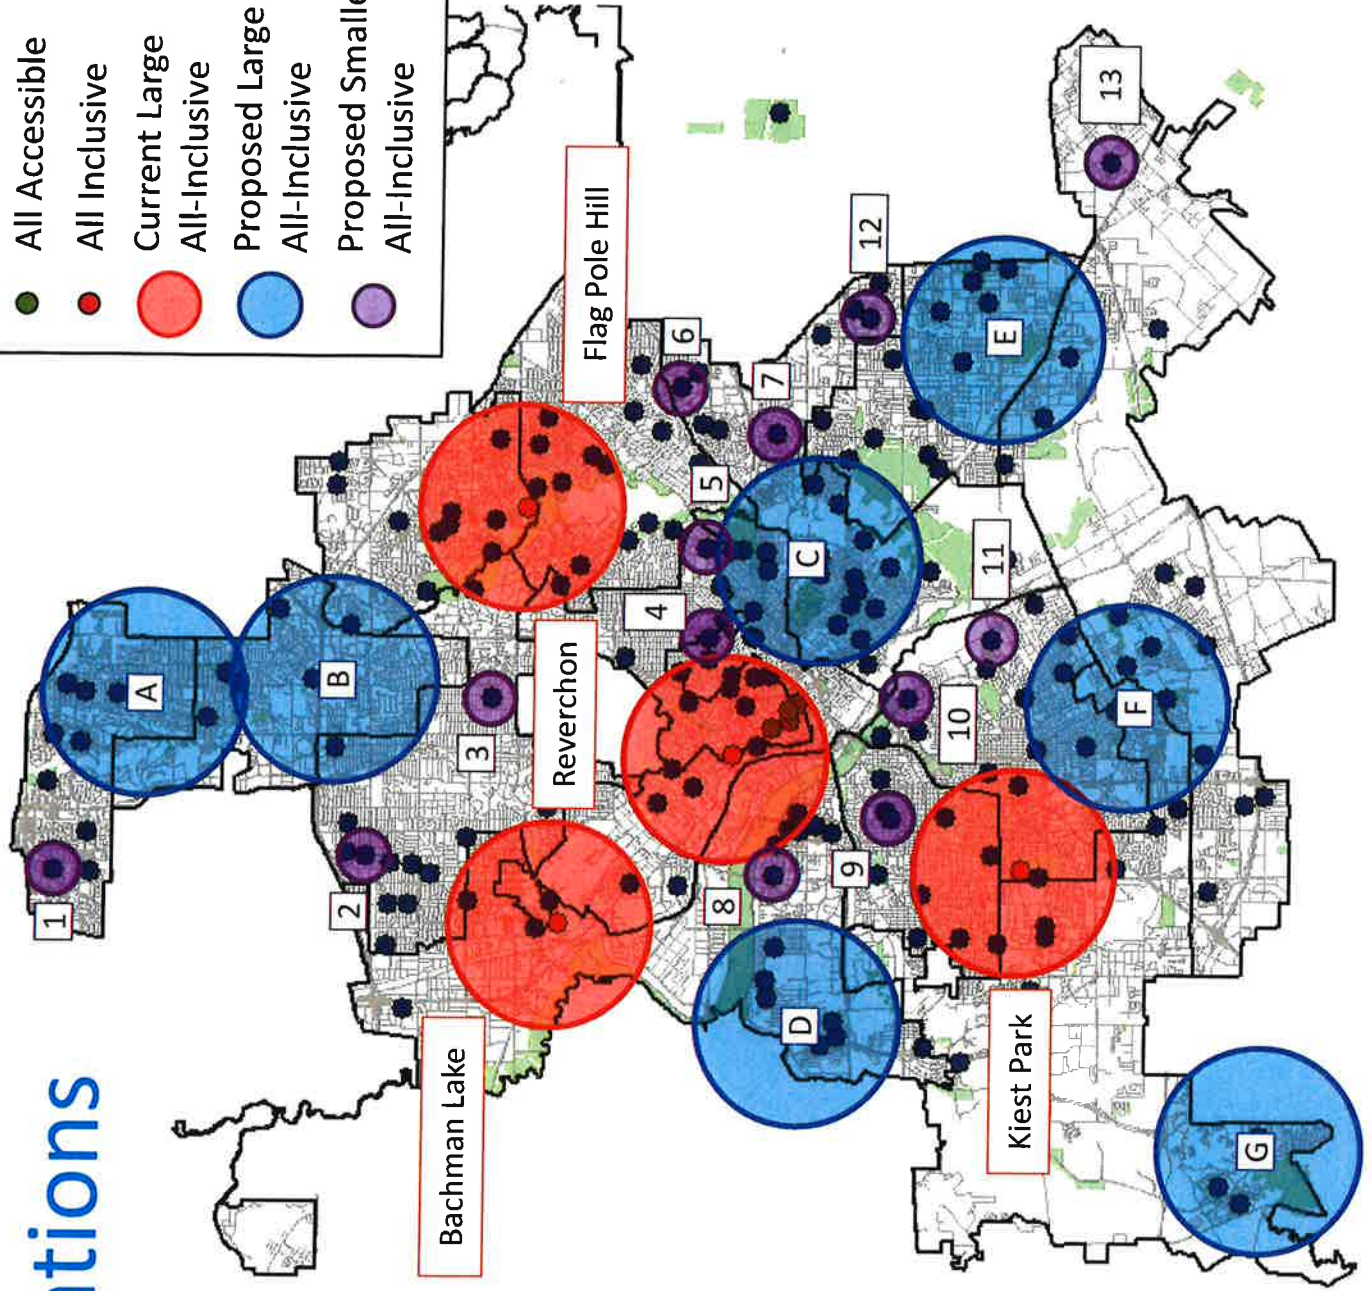 All Accessible
All Inclusive
Current Large
All-Inclusive
Proposed Large
All-Inclusive
Proposed
All-Inclusive
Flag Pole Hill
Reverchon
Bachman Lake
Kiest Park
A
B
C
D
E
F
G
1
2
3
4
5
6
7
8
9
10
11
12
13